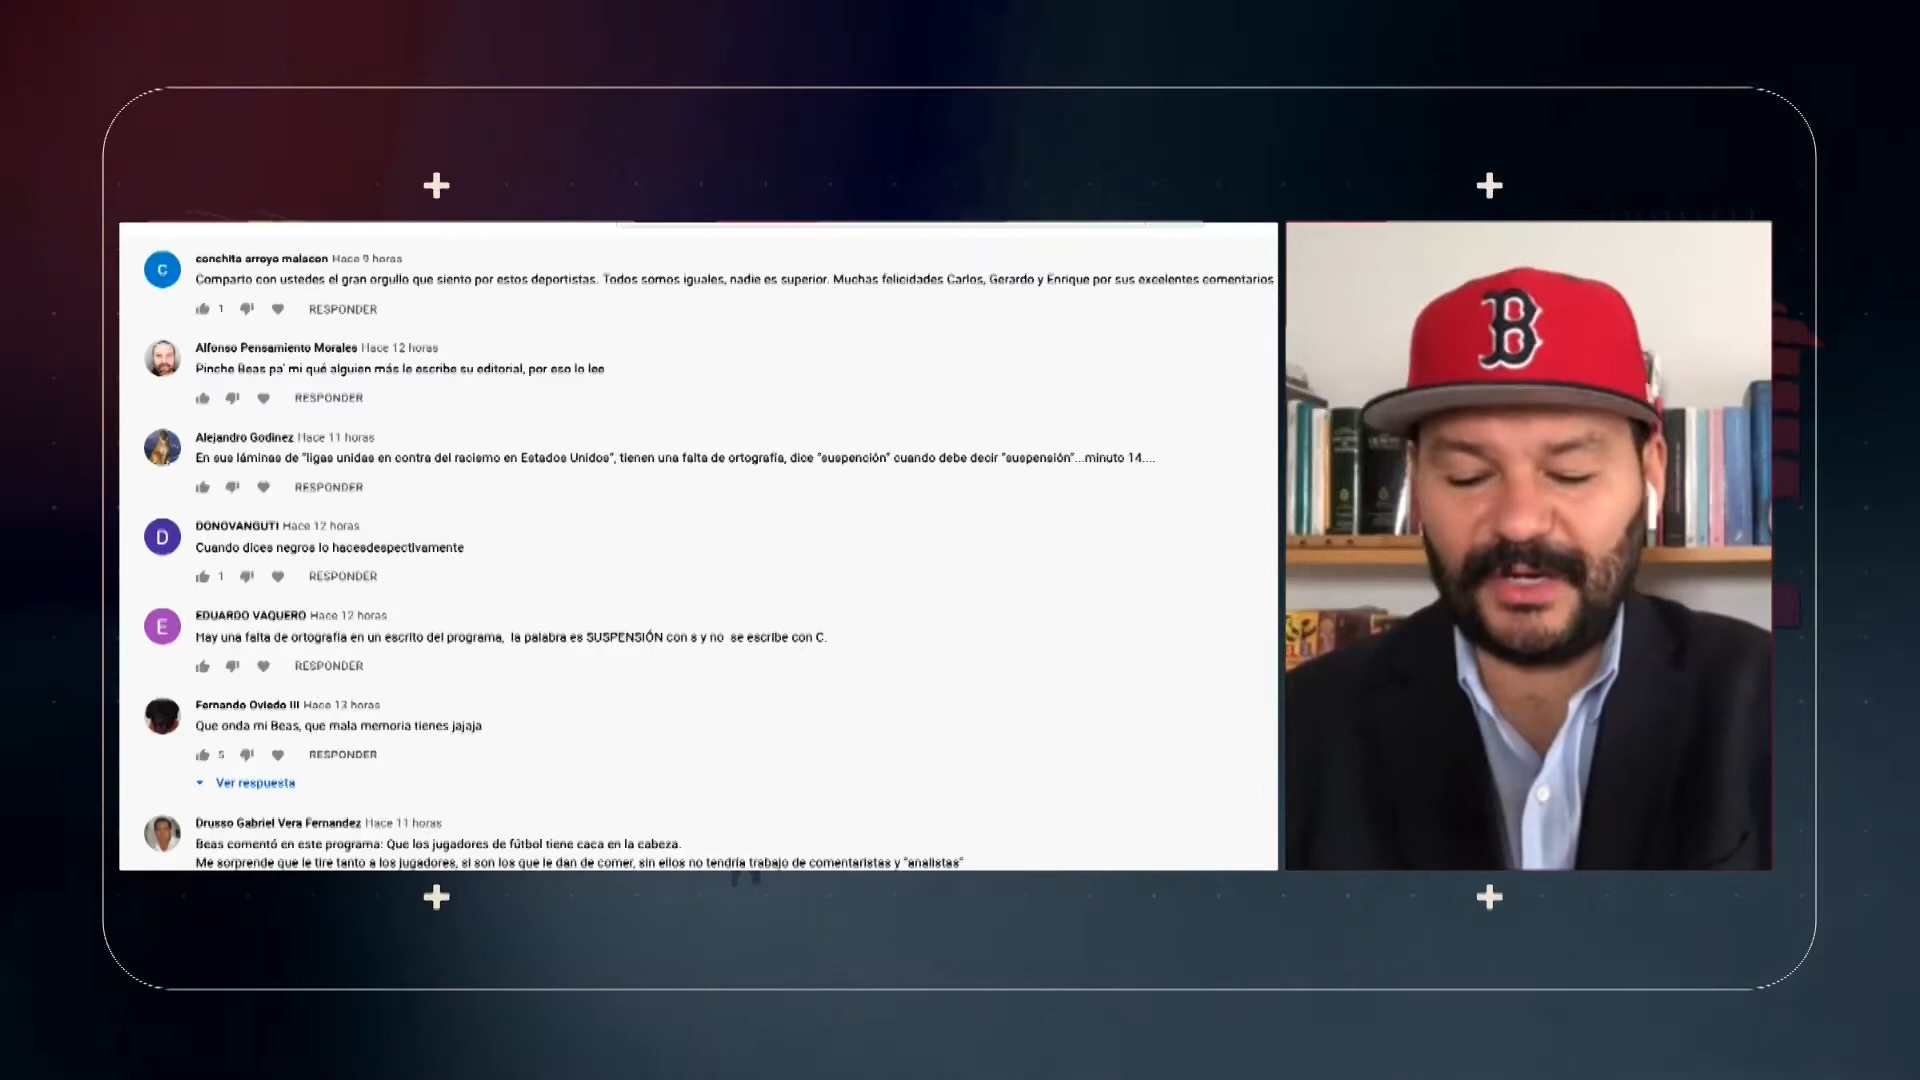 C
conchita arroyo malacon Hace 9 horas
Comparto con ustedes el gran orgullo que siento por estos deportistas. Todos somos iguales, nadie es superior. Muchas felicidades Carlos, Gerardo y Enrique por sus excelentes comentarios
1 RESPONDER
Alfonso Pensamiento Morales Hace 12 horas
Pinche Beas pa' mi qué alguien más le escribe su editorial, por eso lo lee
RESPONDER
Alejandro Godinez Hace 11 horas
En sus láminas de "ligas unidas en contra del racismo en Estados Unidos", tienen una falta de ortografía, dice "suspención" cuando debe decir "suspensión"...minuto 14....
RESPONDER
D
DONOVANGUTI Hace 12 horas
Cuando dices negros lo hacesdespectivamente
1 RESPONDER
E
EDUARDO VAQUERO Hace 12 horas
Hay una falta de ortografía en un escrito del programa, la palabra es SUSPENSIÓN con s y no se escribe con C.
RESPONDER
Fernando Oviedo III Hace 13 horas
Que onda mi Beas, que mala memoria tienes jajaja
5 RESPONDER
Ver respuesta
Drusso Gabriel Vera Fernandez Hace 11 horas
Beas comentó en este programa: Que los jugadores de fútbol tiene caca en la cabeza.
Me sorprende que le tire tanto a los jugadores, si son los que le dan de comer, sin ellos no tendría trabajo de comentaristas y "analistas"
B